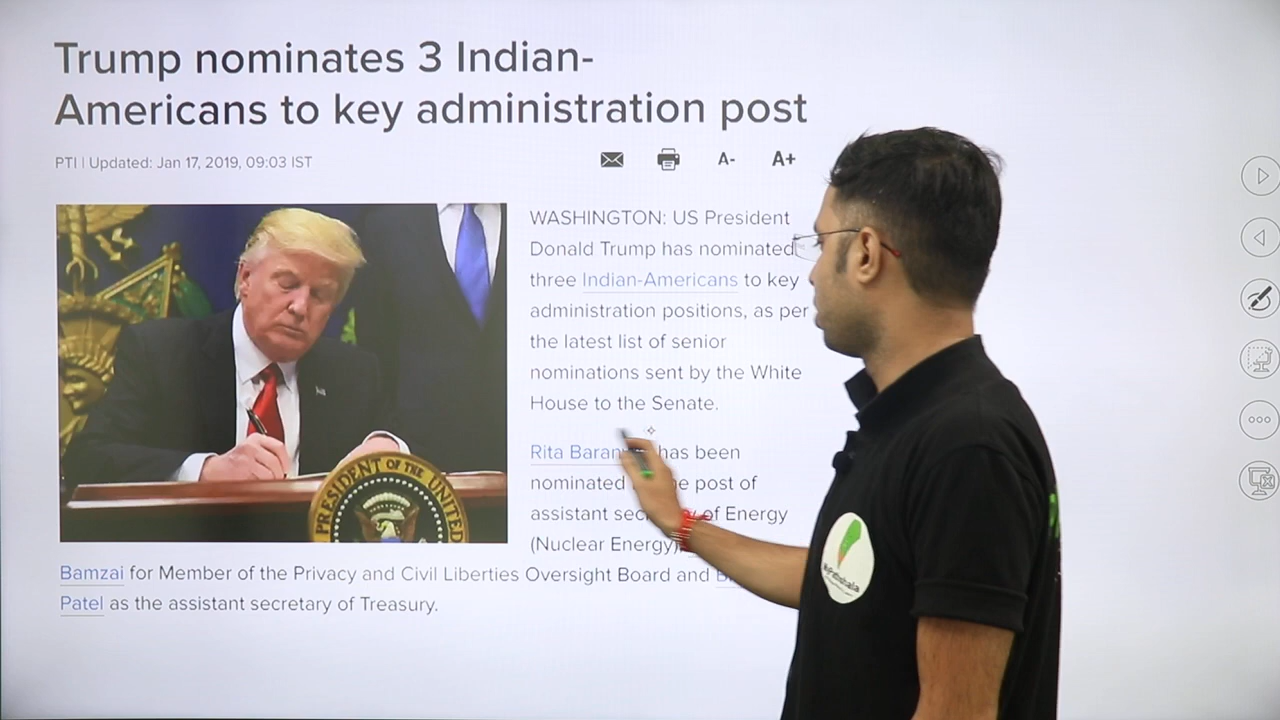 Trump nominates 3 Indian-
Americans to key administration post
PTI | Updated: Jan 17, 2019, 09:03 IST
A- A+
WASHINGTON: US President
Donald Trump has nominated
three Indian-Americans to key
administration positions, as per
the latest list of senior
nominations sent by the White
House to the Senate.
Rita has been
nominated post of
assistant of Energy
(Nuclear Energy),
Bamzai for Member of the Privacy and Civil Liberties Oversight Board and
Patel as the assistant secretary of Treasury.
PRESIDENT OF THE UNITED